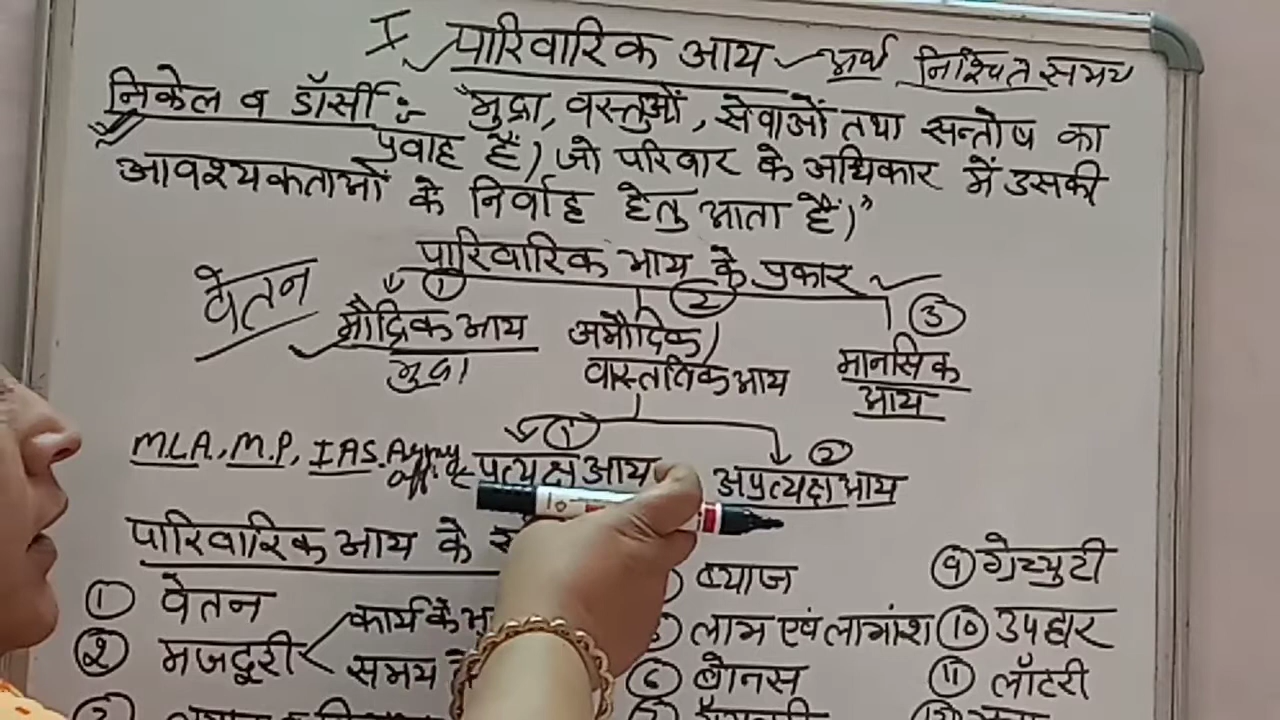 I. पारिवारिक आय अर्थ निश्चित समय
निकेल व डॉर्सी :- "मुद्रा, वस्तुओं, सेवाओं तथा सन्तोष का
प्रवाह हैं) जो परिवार के अधिकार में उसकी
आवश्यकताओं के निर्वाह हेतु आता हैं।"
पारिवारिक आय के प्रकार
① ② ③
वेतन
मौद्रिक आय अमौद्रिक/ मानसिक
मुद्रा वास्ततिक आय आय
① ②
MLA, M.P, IAS. Army प्रत्यक्ष आय अप्रत्यक्ष आय
पारिवारिक आय के
① वेतन ब्याज ⑨ ग्रेच्युटी
② मजदूरी कार्य के लाभ एवं लाभांश ⑩ उपहार
समय ⑥ बोनस ⑪ लॉटरी